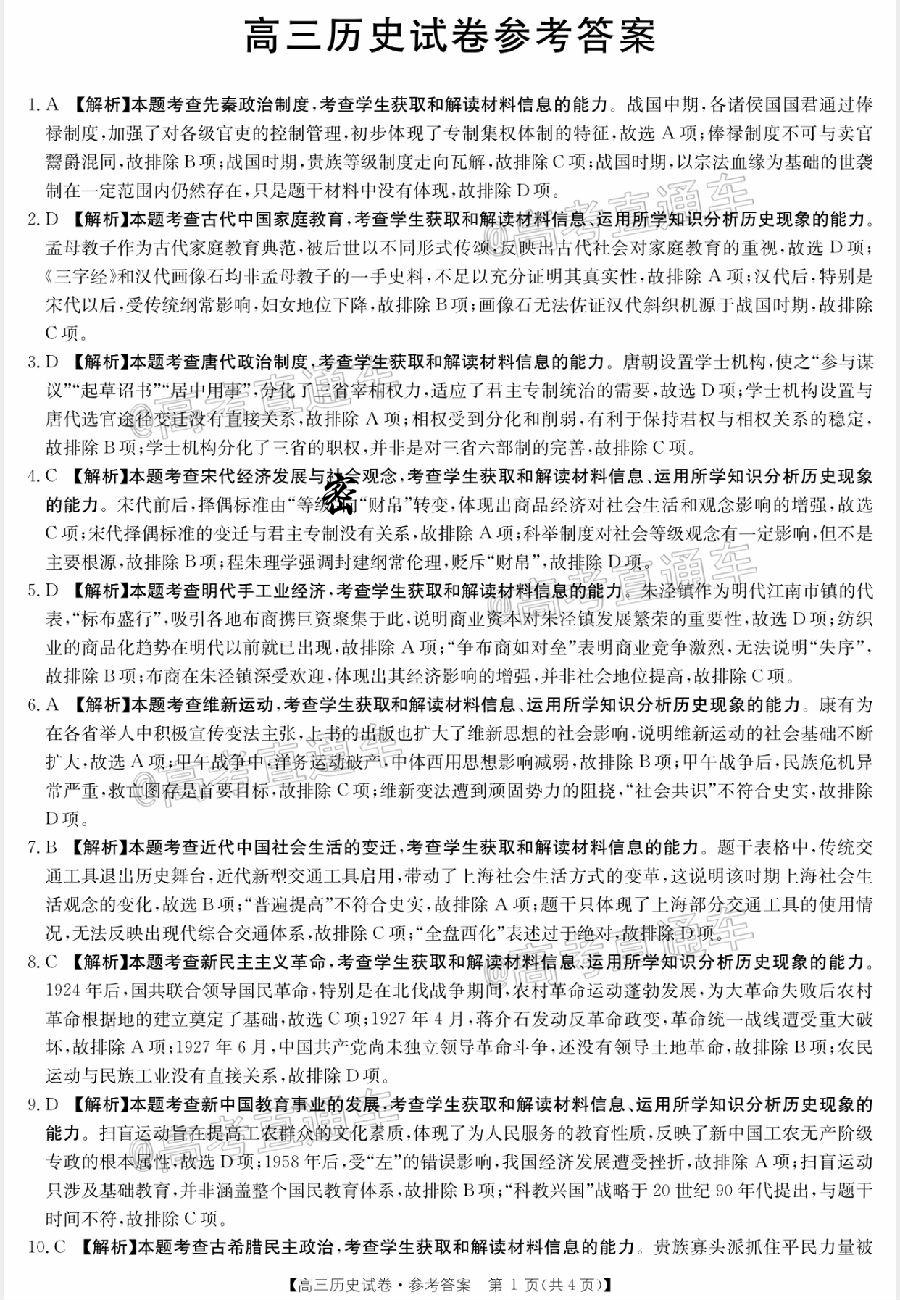 高三历史试卷参考答案
1. A 【解析】本题考查先秦政治制度,考查学生获取和解读材料信息的能力。战国中期,各诸侯国国君通过俸
禄制度,加强了对各级官吏的控制管理,初步体现了专制集权体制的特征,故选 A 项;俸禄制度不可与卖官
鬻爵混同,故排除 B 项;战国时期,贵族等级制度走向瓦解,故排除 C 项;战国时期,以宗法血缘为基础的世袭
制在一定范围内仍然存在,只是题干材料中没有体现,故排除 D 项。
2. D 【解析】本题考查古代中国家庭教育,考查学生获取和解读材料信息、运用所学知识分析历史现象的能力。
孟母教子作为古代家庭教育典范,被后世以不同形式传颂,反映出古代社会对家庭教育的重视,故选 D 项;
《三字经》和汉代画像石均非孟母教子的一手史料,不足以充分证明其真实性,故排除 A 项;汉代后,特别是
宋代以后,受传统纲常影响,妇女地位下降,故排除 B 项;画像石无法佐证汉代斜织机源于战国时期,故排除
C 项。
3. D 【解析】本题考查唐代政治制度,考查学生获取和解读材料信息的能力。唐朝设置学士机构,使之“参与谋
议”“起草诏书”“居中用事”,分化了三省宰相权力,适应了君主专制统治的需要,故选 D 项;学士机构设置与
唐代选官途径变迁没有直接关系,故排除 A 项;相权受到分化和削弱,有利于保持君权与相权关系的稳定,
故排除 B 项;学士机构分化了三省的职权,并非是对三省六部制的完善,故排除 C 项。
4. C 【解析】本题考查宋代经济发展与社会观念,考查学生获取和解读材料信息、运用所学知识分析历史现象
的能力。宋代前后,择偶标准由“等级”向“财帛”转变,体现出商品经济对社会生活和观念影响的增强,故选
C 项;宋代择偶标准的变迁与君主专制没有关系,故排除 A 项;科举制度对社会等级观念有一定影响,但不是
主要根源,故排除 B 项;程朱理学强调封建纲常伦理,贬斥“财帛”,故排除 D 项。
密
5. D 【解析】本题考查明代手工业经济,考查学生获取和解读材料信息的能力。朱泾镇作为明代江南市镇的代
表,“标布盛行”,吸引各地布商携巨资聚集于此,说明商业资本对朱泾镇发展繁荣的重要性,故选 D 项;纺织
业的商品化趋势在明代以前就已出现,故排除 A 项;“争布商如对垒”表明商业竞争激烈,无法说明“失序”,
故排除 B 项;布商在朱泾镇深受欢迎,体现出其经济影响的增强,并非社会地位提高,故排除 C 项。
6. A 【解析】本题考查维新运动,考查学生获取和解读材料信息、运用所学知识分析历史现象的能力。康有为
在各省举人中积极宣传变法主张,上书的出版也扩大了维新思想的社会影响,说明维新运动的社会基础不断
扩大,故选 A 项;甲午战争中,洋务运动破产,中体西用思想影响减弱,故排除 B 项;甲午战争后,民族危机异
常严重,救亡图存是首要目标,故排除 C 项;维新变法遭到顽固势力的阻挠,“社会共识”不符合史实,故排除
D 项。
7. B 【解析】本题考查近代中国社会生活的变迁,考查学生获取和解读材料信息的能力。题干表格中,传统交
通工具退出历史舞台,近代新型交通工具启用,带动了上海社会生活方式的变革,这说明该时期上海社会生
活观念的变化,故选 B 项;“普遍提高”不符合史实,故排除 A 项;题干只体现了上海部分交通工具的使用情
况,无法反映出现代综合交通体系,故排除 C 项;“全盘西化”表述过于绝对,故排除 D 项。
8. C 【解析】本题考查新民主主义革命,考查学生获取和解读材料信息、运用所学知识分析历史现象的能力。
1924 年后,国共联合领导国民革命,特别是在北伐战争期间,农村革命运动蓬勃发展,为大革命失败后农村
革命根据地的建立奠定了基础,故选 C 项;1927 年 4 月,蒋介石发动反革命政变,革命统一战线遭受重大破
坏,故排除 A 项;1927 年 6 月,中国共产党尚未独立领导革命斗争,还没有领导土地革命,故排除 B 项;农民
运动与民族工业没有直接关系,故排除 D 项。
9. D 【解析】本题考查新中国教育事业的发展,考查学生获取和解读材料信息、运用所学知识分析历史现象的
能力。扫盲运动旨在提高工农群众的文化素质,体现了为人民服务的教育性质,反映了新中国工农无产阶级
专政的根本属性,故选 D 项;1958 年后,受“左”的错误影响,我国经济发展遭受挫折,故排除 A 项;扫盲运动
只涉及基础教育,并非涵盖整个国民教育体系,故排除 B 项;“科教兴国”战略于 20 世纪 90 年代提出,与题干
时间不符,故排除 C 项。
10. C 【解析】本题考查古希腊民主政治,考查学生获取和解读材料信息的能力。贵族寡头派抓住平民力量被
【高三历史试卷·参考答案 第 1 页(共 4 页)】
@高考直通车
@高考直通车
@高考直通车
@高考直通车
@高考直通车
@高考直通车